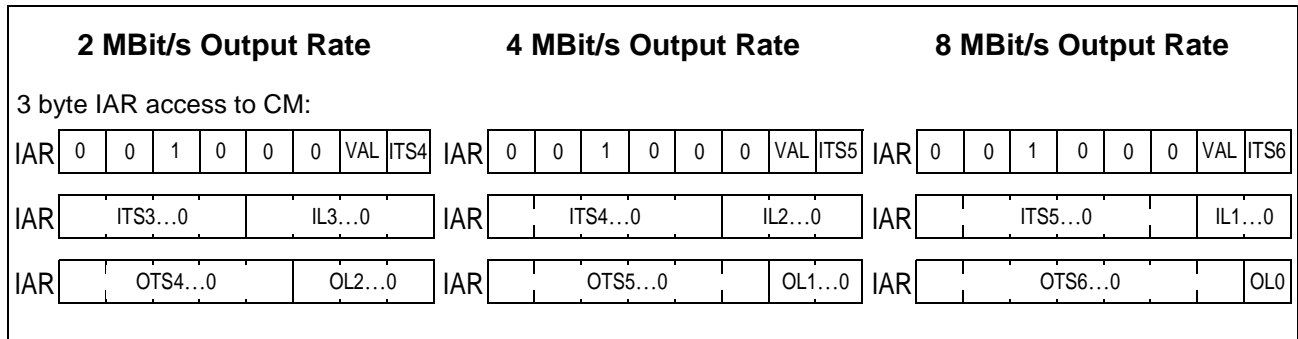 2 MBit/s Output Rate 4 MBit/s Output Rate 8 MBit/s Output Rate
3 byte IAR access to CM:
IAR 0 0 1 0 0 0 VAL ITS4 IAR 0 0 1 0 0 0 VAL ITS5 IAR 0 0 1 0 0 0 VAL ITS6
IAR ITS3...0 IL3...0 IAR ITS4...0 IL2...0 IAR ITS5...0 IL1...0
IAR OTS4...0 OL2...0 IAR OTS5...0 OL1...0 IAR OTS6...0 OL0